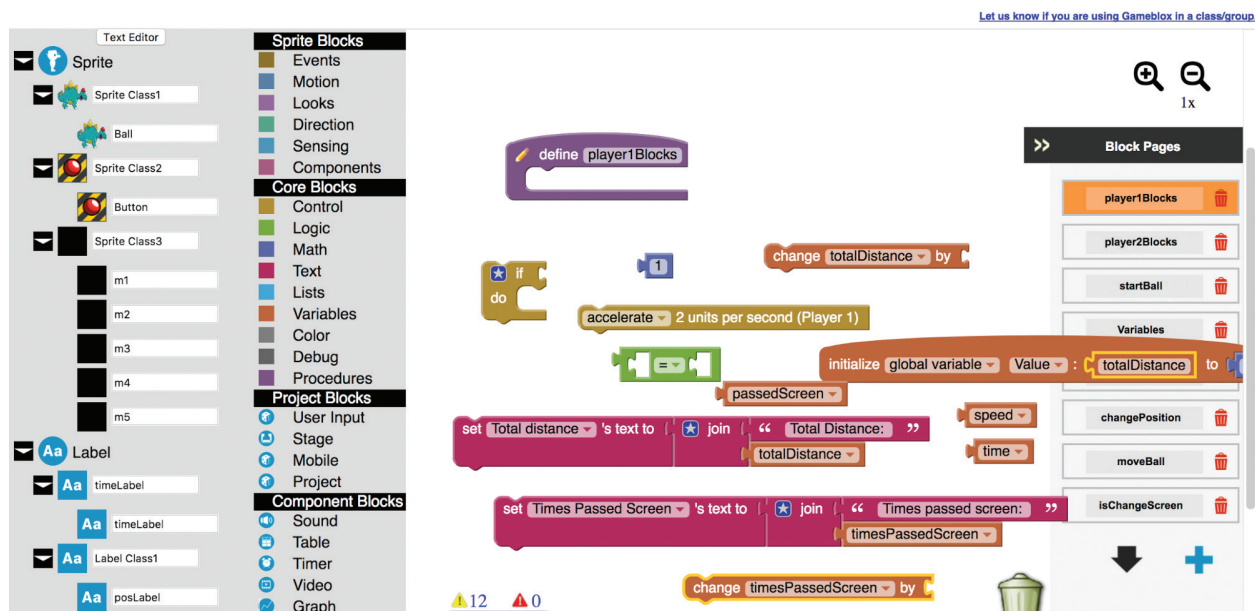 Let us know if you are using Gameblox in a class/group
Text Editor
Sprite
Sprite Class1
Ball
Sprite Class2
Button
Sprite Class3
m1
m2
m3
m4
m5
Aa Label
Aa timeLabel
Aa timeLabel
Aa Label Class1
Aa posLabel
Sprite Blocks
Events
Motion
Looks
Direction
Sensing
Components
Core Blocks
Control
Logic
Math
Text
Lists
Variables
Color
Debug
Procedures
Project Blocks
User Input
Stage
Mobile
Project
Component Blocks
Sound
Table
Timer
Video
Graph
define player1Blocks
if
do
1
change totalDistance by
accelerate 2 units per second (Player 1)
=
initialize global variable Value : totalDistance to
passedScreen
speed
time
set Total distance 's text to join “ Total Distance: ”
totalDistance
set Times Passed Screen 's text to join “ Times passed screen: ”
timesPassedScreen
change timesPassedScreen by
12 0
1x
Block Pages
player1Blocks
player2Blocks
startBall
Variables
changePosition
moveBall
isChangeScreen